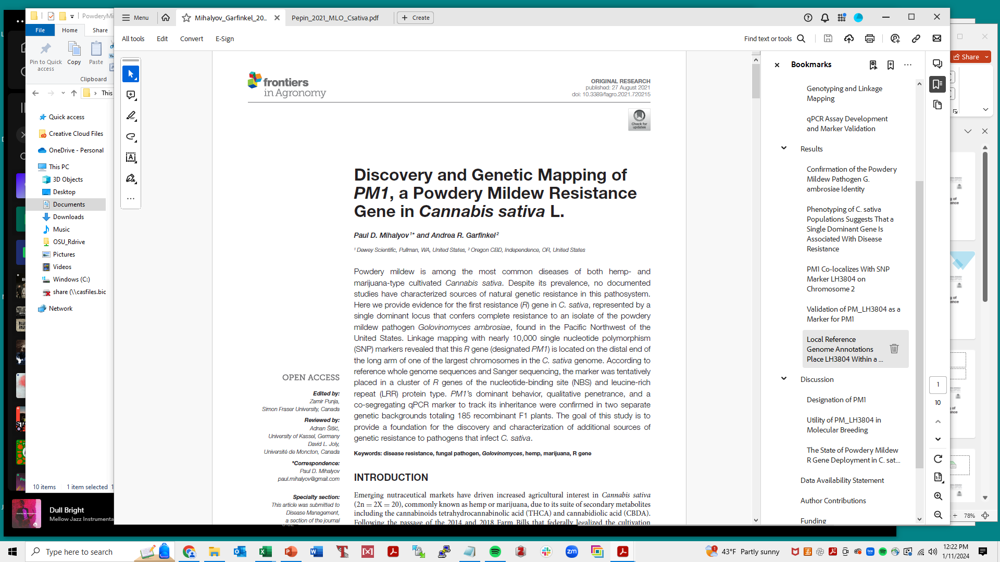 PowderyMi
File
Home
Share
Pin to Quick access
Copy
Paste
Clipboard
This
Quick access
Creative Cloud Files
OneDrive - Personal
This PC
3D Objects
Desktop
Documents
Downloads
Music
OSU_Rdrive
Pictures
Videos
Windows (C:)
share (\\casfiles.bic
Network
10 items
1 item selected
Dull Bright
Mellow Jazz Instrumenta
Menu
Mihalyov_Garfinkel_20...
Pepin_2021_MLO_Csativa.pdf
Create
All tools
Edit
Convert
E-Sign
Find text or tools
frontiers
in Agronomy
ORIGINAL RESEARCH
published: 27 August 2021
doi: 10.3389/fagro.2021.720215
Check for
updates
Discovery and Genetic Mapping of
PM1, a Powdery Mildew Resistance
Gene in Cannabis sativa L.
Paul D. Mihalyov 1* and Andrea R. Garfinkel 2
1 Dewey Scientific, Pullman, WA, United States, 2 Oregon CBD, Independence, OR, United States
Powdery mildew is among the most common diseases of both hemp- and
marijuana-type cultivated Cannabis sativa. Despite its prevalence, no documented
studies have characterized sources of natural genetic resistance in this pathosystem.
Here we provide evidence for the first resistance (R) gene in C. sativa, represented by a
single dominant locus that confers complete resistance to an isolate of the powdery
mildew pathogen Golovinomyces ambrosiae, found in the Pacific Northwest of the
United States. Linkage mapping with nearly 10,000 single nucleotide polymorphism
(SNP) markers revealed that this R gene (designated PM1) is located on the distal end of
the long arm of one of the largest chromosomes in the C. sativa genome. According to
reference whole genome sequences and Sanger sequencing, the marker was tentatively
placed in a cluster of R genes of the nucleotide-binding site (NBS) and leucine-rich
repeat (LRR) protein type. PM1's dominant behavior, qualitative penetrance, and a
co-segregating qPCR marker to track its inheritance were confirmed in two separate
genetic backgrounds totaling 185 recombinant F1 plants. The goal of this study is to
provide a foundation for the discovery and characterization of additional sources of
genetic resistance to pathogens that infect C. sativa.
Keywords: disease resistance, fungal pathogen, Golovinomyces, hemp, marijuana, R gene
INTRODUCTION
Emerging nutraceutical markets have driven increased agricultural interest in Cannabis sativa
(2n = 2X = 20), commonly known as hemp or marijuana, due to its suite of secondary metabolites
including the cannabinoids tetrahydrocannabinolic acid (THCA) and cannabidiolic acid (CBDA).
Following the passage of the 2014 and 2018 Farm Bills that federally legalized the cultivation
OPEN ACCESS
Edited by:
Zamir Punja,
Simon Fraser University, Canada
Reviewed by:
Adnan Šišić,
University of Kassel, Germany
David L. Joly,
Université de Moncton, Canada
*Correspondence:
Paul D. Mihalyov
paul.mihalyov@gmail.com
Specialty section:
This article was submitted to
Disease Management,
a section of the journal
Bookmarks
Genotyping and Linkage
Mapping
qPCR Assay Development
and Marker Validation
Results
Confirmation of the Powdery
Mildew Pathogen G.
ambrosiae Identity
Phenotyping of C. sativa
Populations Suggests That a
Single Dominant Gene Is
Associated With Disease
Resistance
PM1 Co-localizes With SNP
Marker LH3804 on
Chromosome 2
Validation of PM_LH3804 as a
Marker for PM1
Local Reference
Genome Annotations
Place LH3804 Within a ...
Discussion
Designation of PM1
Utility of PM_LH3804 in
Molecular Breeding
The State of Powdery Mildew
R Gene Deployment in C. sat...
Data Availability Statement
Author Contributions
Funding
1
10
Share
78%
Type here to search
43°F Partly sunny
12:22 PM
1/11/2024